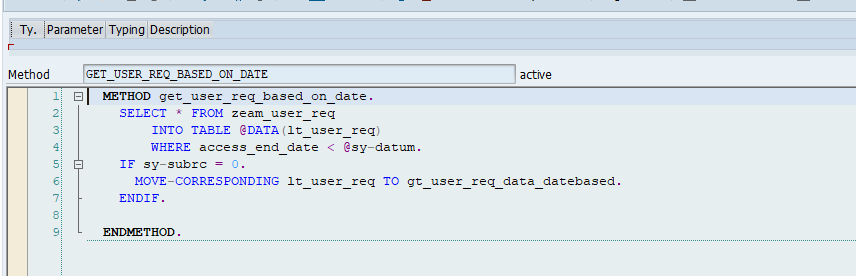 Ty. Parameter Typing Description
Method GET_USER_REQ_BASED_ON_DATE active
1 METHOD get_user_req_based_on_date.
2 SELECT * FROM zeam_user_req
3 INTO TABLE @DATA(lt_user_req)
4 WHERE access_end_date < @sy-datum.
5 IF sy-subrc = 0.
6 MOVE-CORRESPONDING lt_user_req TO gt_user_req_data_datebased.
7 ENDIF.
8
9 ENDMETHOD.